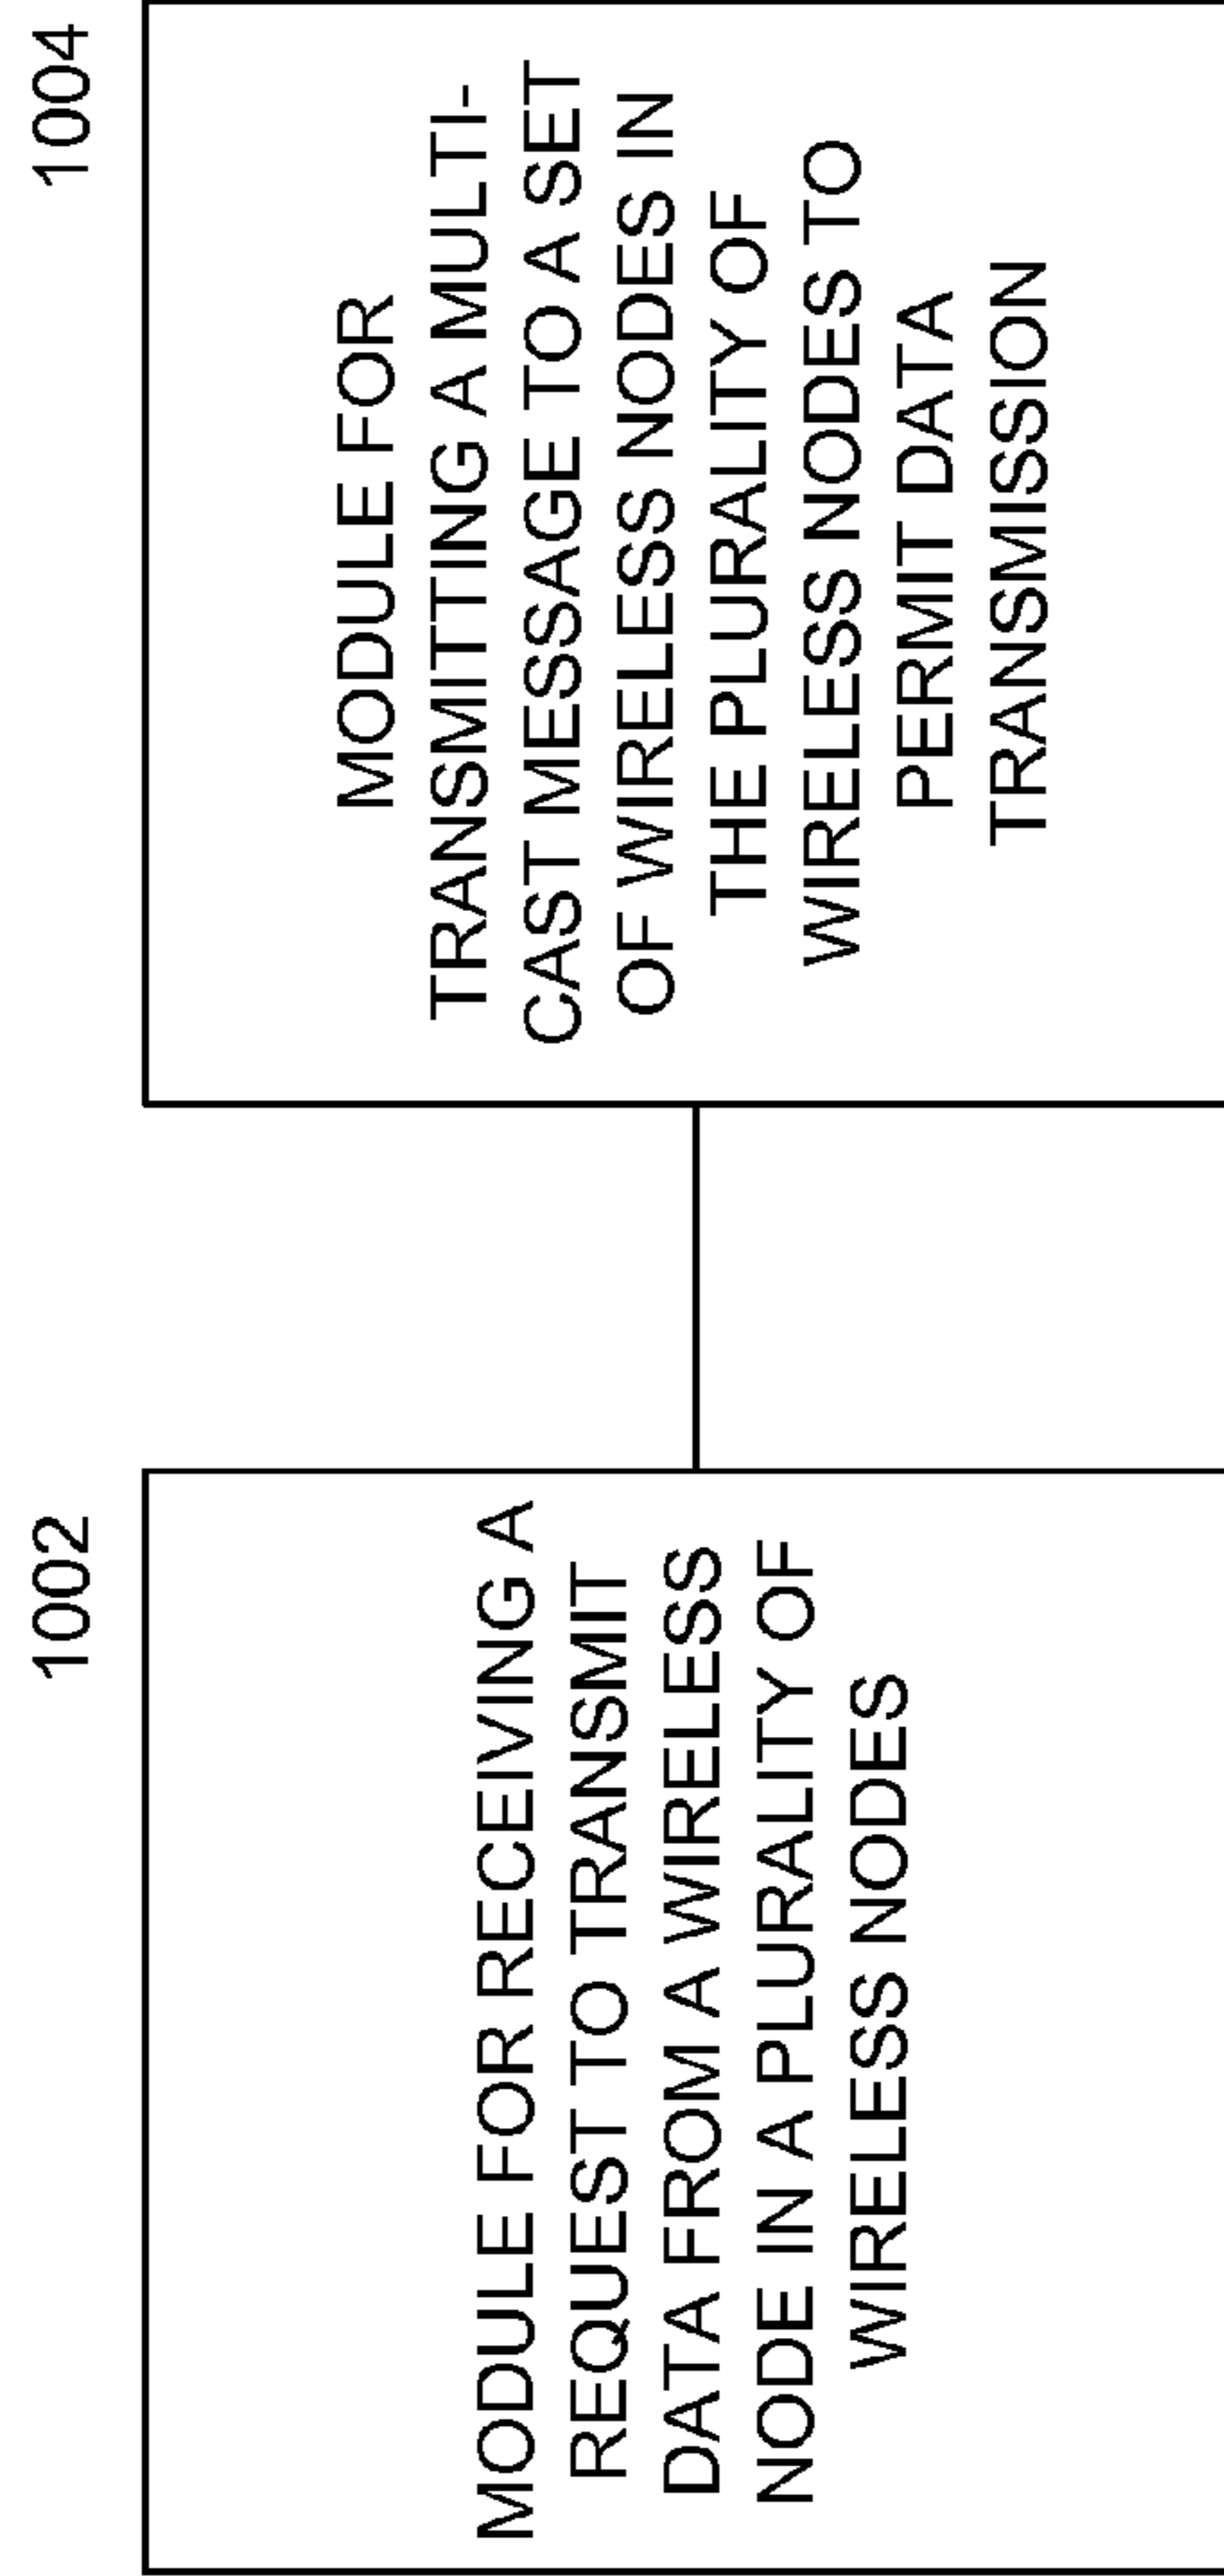 1002
MODULE FOR RECEIVING A
REQUEST TO TRANSMIT
DATA FROM A WIRELESS
NODE IN A PLURALITY OF
WIRELESS NODES
1004
MODULE FOR
TRANSMITTING A MULTI-
CAST MESSAGE TO A SET
OF WIRELESS NODES IN
THE PLURALITY OF
WIRELESS NODES TO
PERMIT DATA
TRANSMISSION